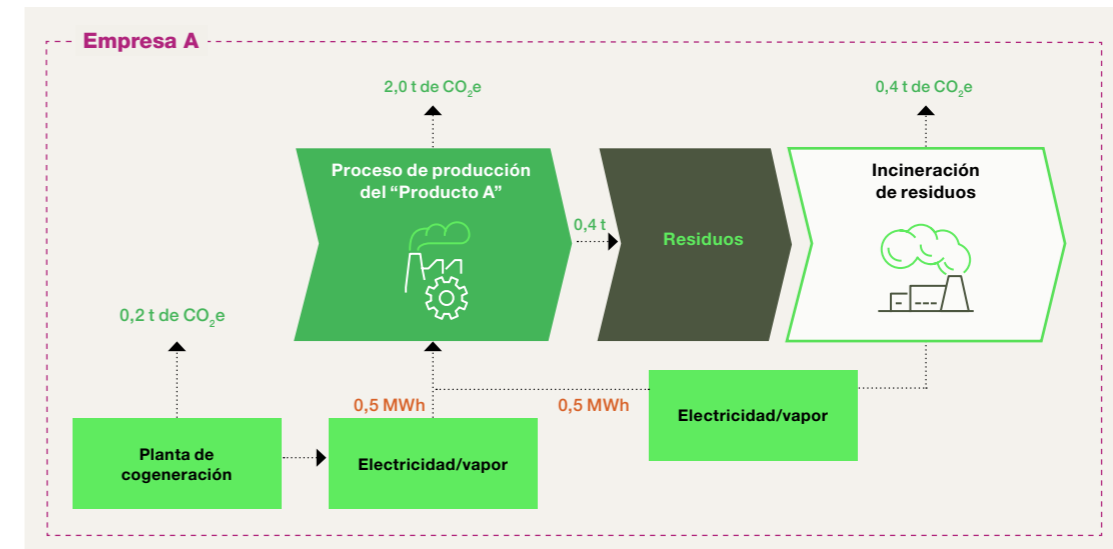 Empresa A
2,0 t de CO₂e
0,4 t de CO₂e
Proceso de producción
del “Producto A”
Incineración
de residuos
0,4 t
Residuos
0,2 t de CO₂e
0,5 MWh
0,5 MWh
Electricidad/vapor
Planta de
cogeneración
Electricidad/vapor